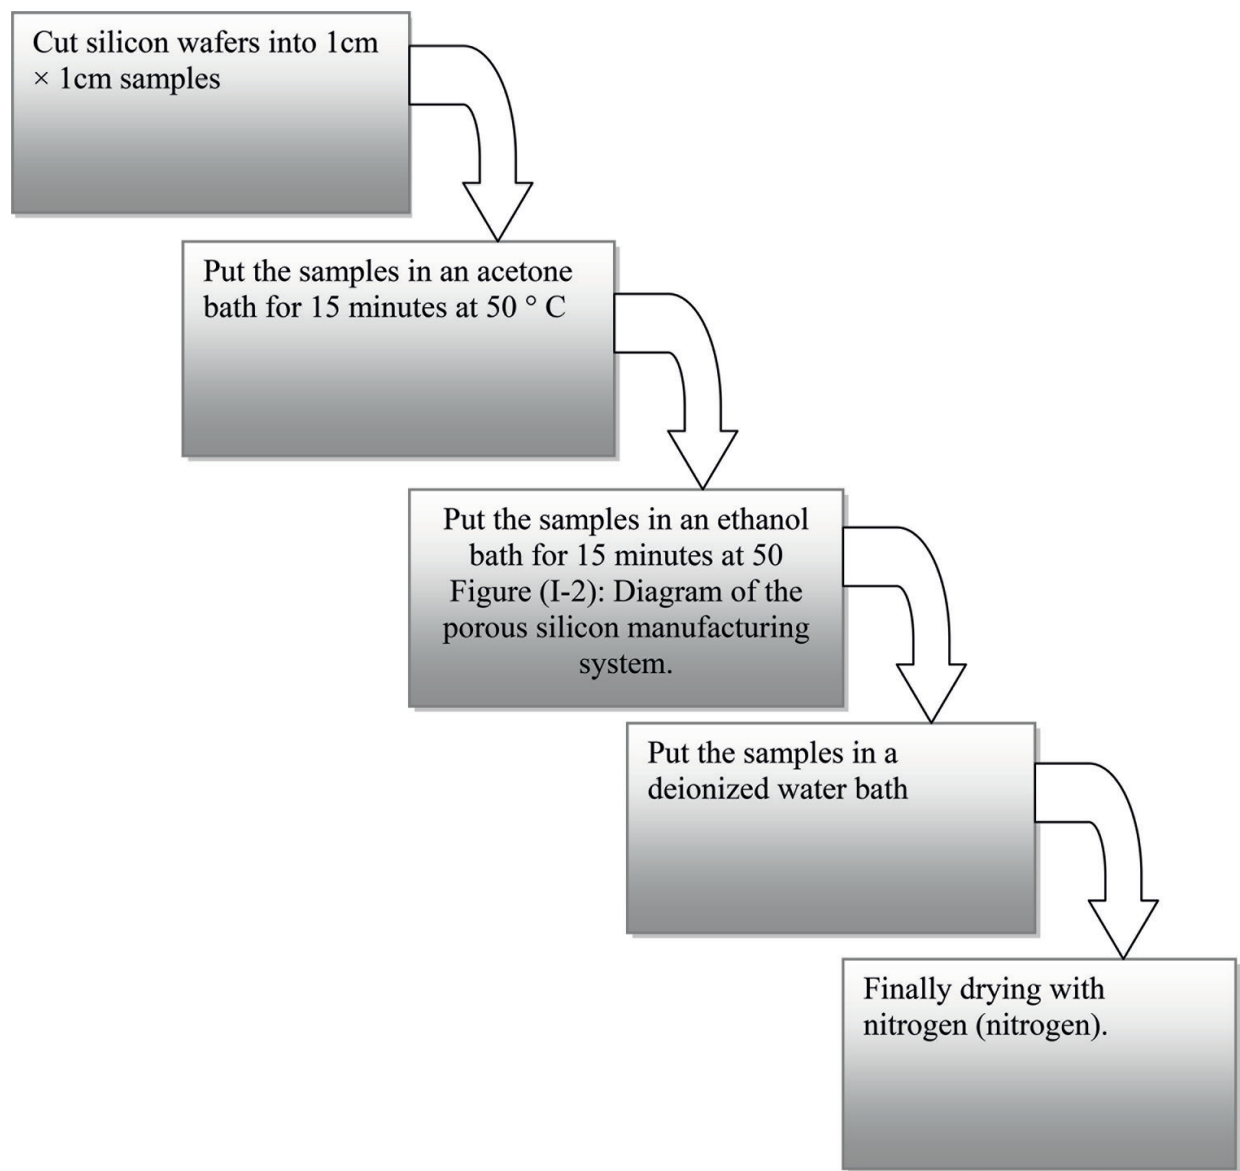 Cut silicon wafers into 1cm
× 1cm samples
Put the samples in an acetone
bath for 15 minutes at 50 ° C
Put the samples in an ethanol
bath for 15 minutes at 50
Figure (I-2): Diagram of the
porous silicon manufacturing
system.
Put the samples in a
deionized water bath
Finally drying with
nitrogen (nitrogen).